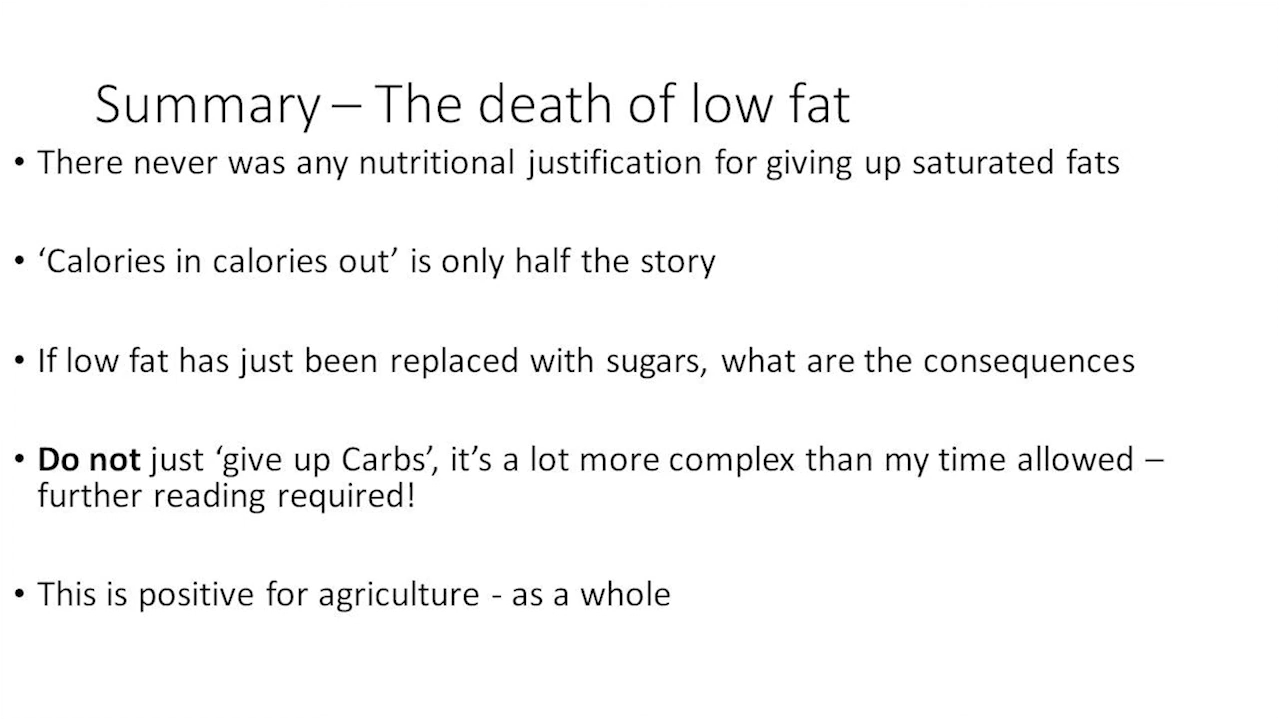 Summary – The death of low fat
• There never was any nutritional justification for giving up saturated fats
• ‘Calories in calories out’ is only half the story
• If low fat has just been replaced with sugars, what are the consequences
• Do not just ‘give up Carbs’, it’s a lot more complex than my time allowed –
further reading required!
• This is positive for agriculture - as a whole